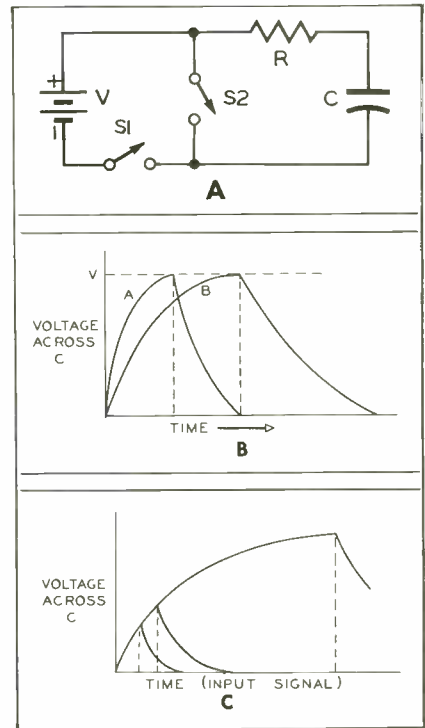 +
V
S1
S2
R
C
A
V
A
B
VOLTAGE
ACROSS
C
TIME
B
VOLTAGE
ACROSS
C
TIME (INPUT SIGNAL)
C